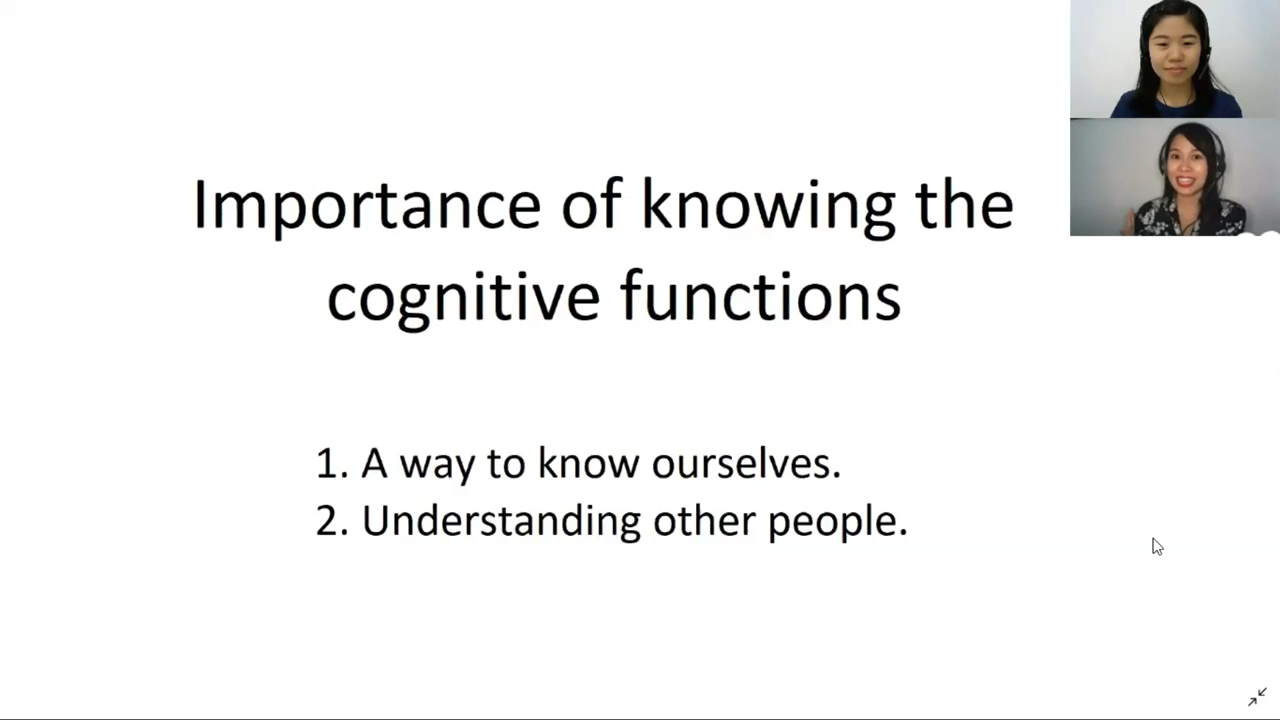 Importance of knowing the
cognitive functions
1. A way to know ourselves.
2. Understanding other people.